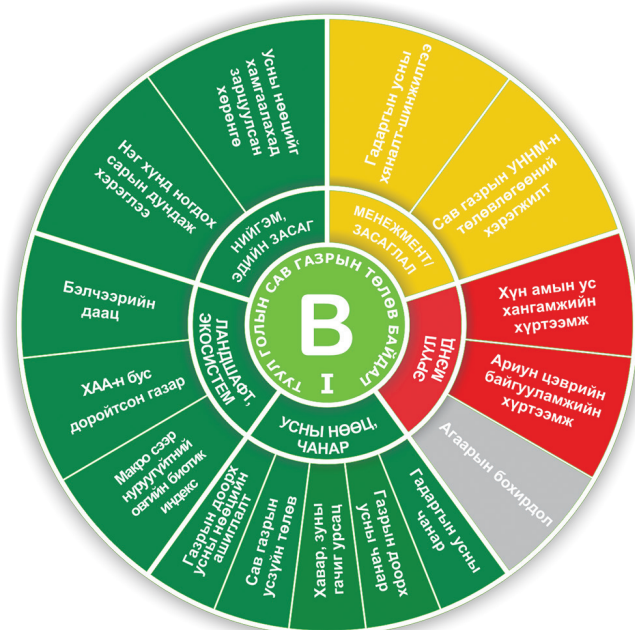 ТУУЛ ГОЛЫН САВ ГАЗРЫН ТӨЛӨВ БАЙДАЛ
B
I
НИЙГЭМ,
ЭДИЙН ЗАСАГ
МЕНЕЖМЕНТ/
ЗАСАГЛАЛ
ЭРҮҮЛ
МЭНД
УСНЫ НӨӨЦ,
ЧАНАР
ЛАНДШАФТ,
ЭКОСИСТЕМ
Гадаргын усны
хяналт-шинжилгээ
Сав газрын УННМ-н
төлөвлөгөөний
хэрэгжилт
Хүн амын ус
хангамжийн
хүртээмж
Ариун цэврийн
байгууламжийн
хүртээмж
Агаарын бохирдол
Гадаргын усны
чанар
Газрын доорх
усны чанар
Хавар, зуны
гачиг урсац
Сав газрын
усзүйн төлөв
Газрын доорх
усны нөөцийн
ашиглалт
Макро сээр
нуруугүйтний
овгийн биотик
индекс
ХАА-н бус
доройтсон газар
Бэлчээрийн
даац
Нэг хүнд ногдох
сарын дундаж
хэрэглээ
Усны нөөцийг
хамгаалахад
зарцуулсан
хөрөнгө